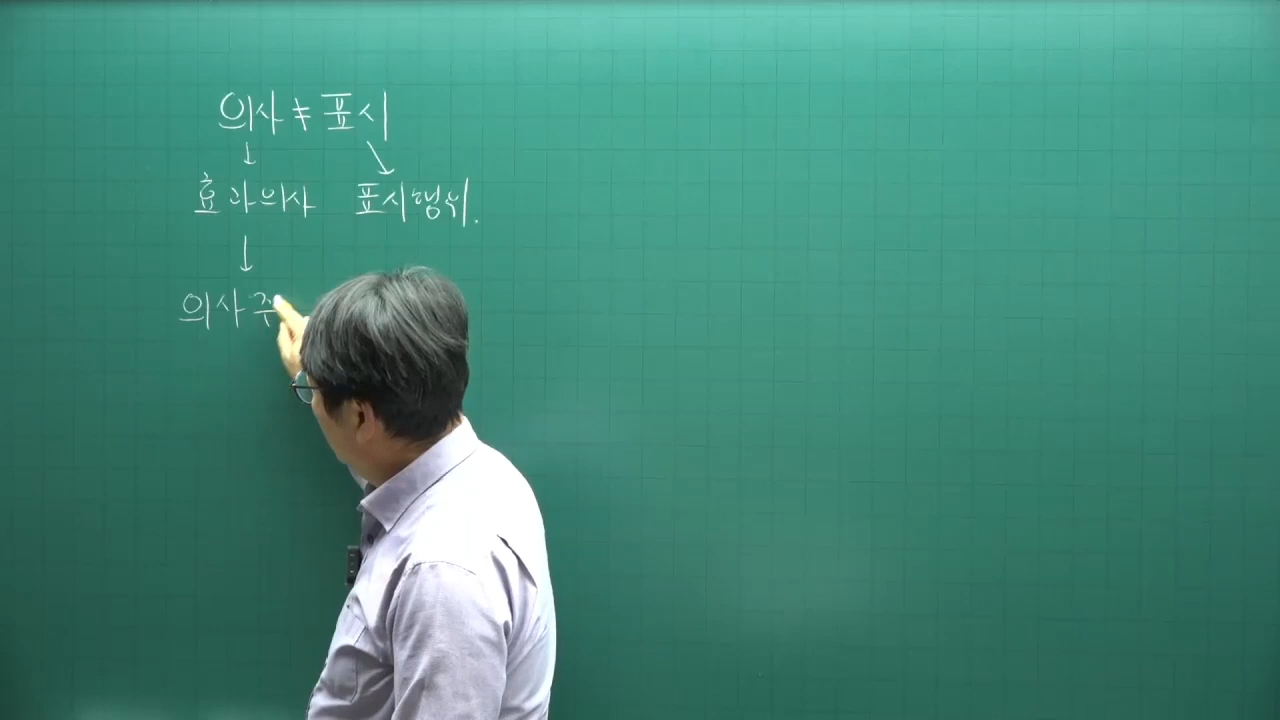 의사 ≠ 표시
↓ ↘
효과의사 표시행위.
↓
의사주